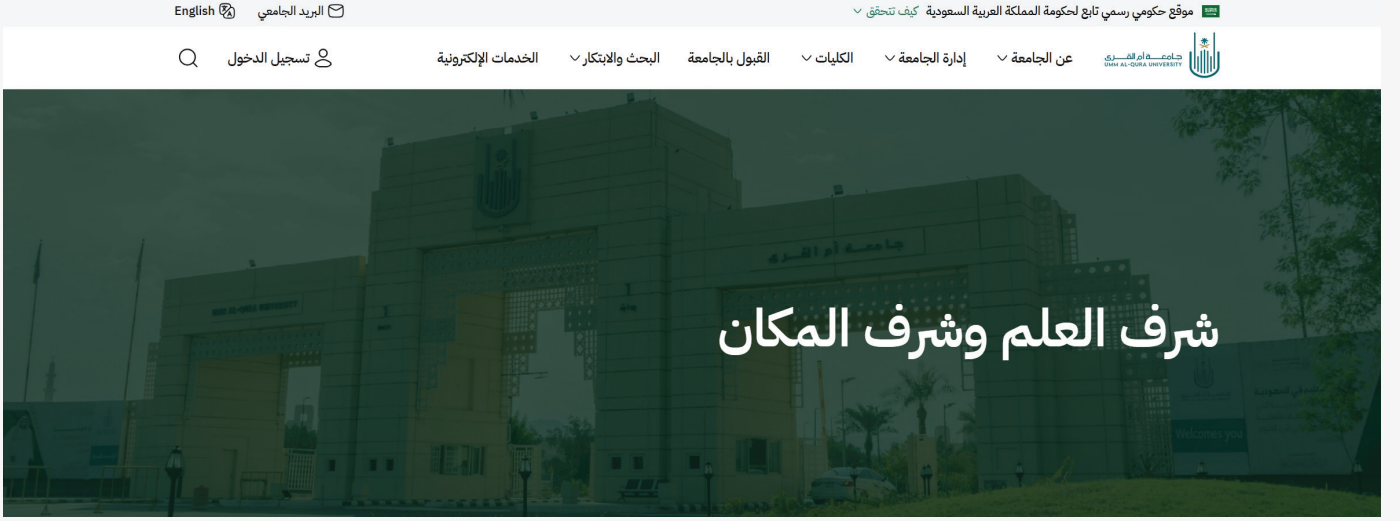 موقع حكومي رسمي تابع لحكومة المملكة العربية السعودية كيف تتحقق
البريد الجامعي
English
جامعة أم القرى
UMM AL-QURA UNIVERSITY
عن الجامعة
إدارة الجامعة
الكليات
القبول بالجامعة
البحث والابتكار
الخدمات الإلكترونية
تسجيل الدخول
جامعة أم القرى
UMM AL-QURA UNIVERSITY
شرف العلم وشرف المكان
Welcomes you